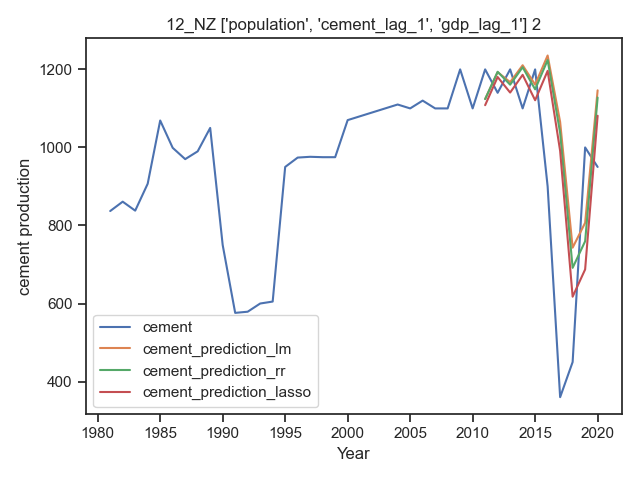 12_NZ ['population', 'cement_lag_1', 'gdp_lag_1'] 2
cement production
1200
1000
800
600
400
cement
cement_prediction_lm
cement_prediction_rr
cement_prediction_lasso
1980 1985 1990 1995 2000 2005 2010 2015 2020
Year